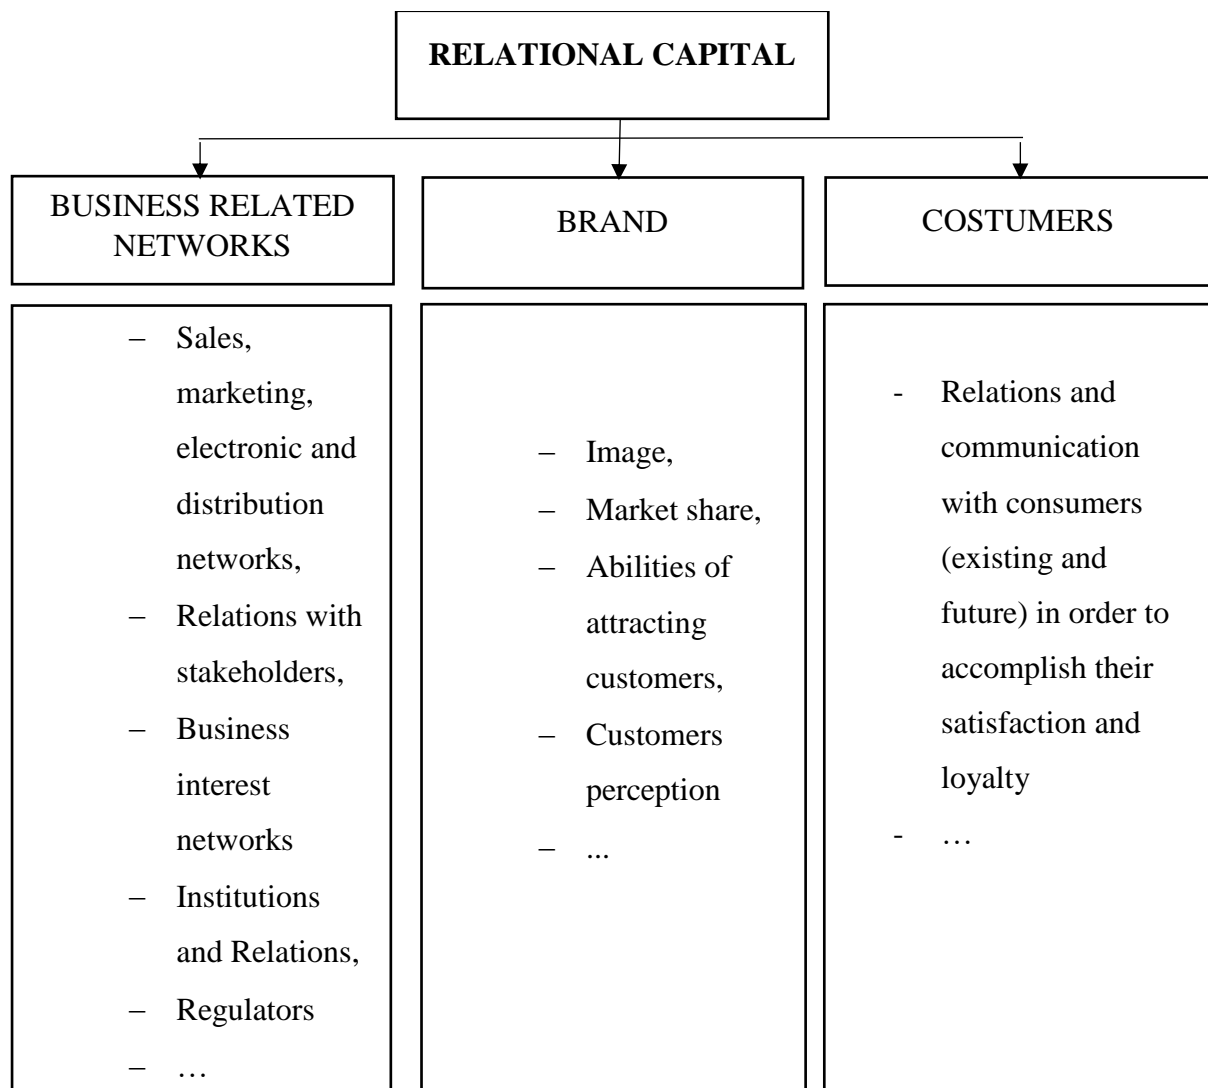 RELATIONAL CAPITAL
BUSINESS RELATED
NETWORKS
– Sales,
marketing,
electronic and
distribution
networks,
– Relations with
stakeholders,
– Business
interest
networks
– Institutions
and Relations,
– Regulators
– …
BRAND
– Image,
– Market share,
– Abilities of
attracting
customers,
– Customers
perception
– ...
COSTUMERS
- Relations and
communication
with consumers
(existing and
future) in order to
accomplish their
satisfaction and
loyalty
- …